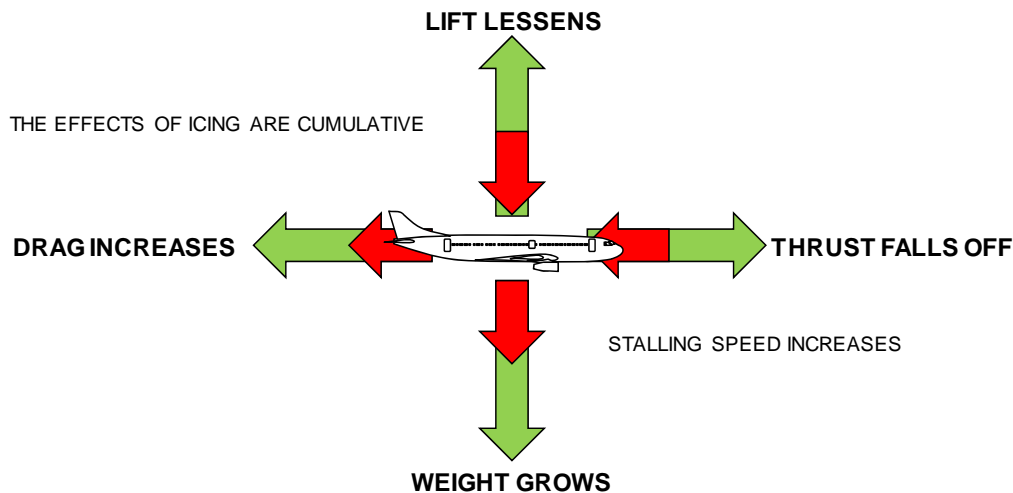 LIFT LESSENS
THE EFFECTS OF ICING ARE CUMULATIVE
DRAG INCREASES
THRUST FALLS OFF
STALLING SPEED INCREASES
WEIGHT GROWS